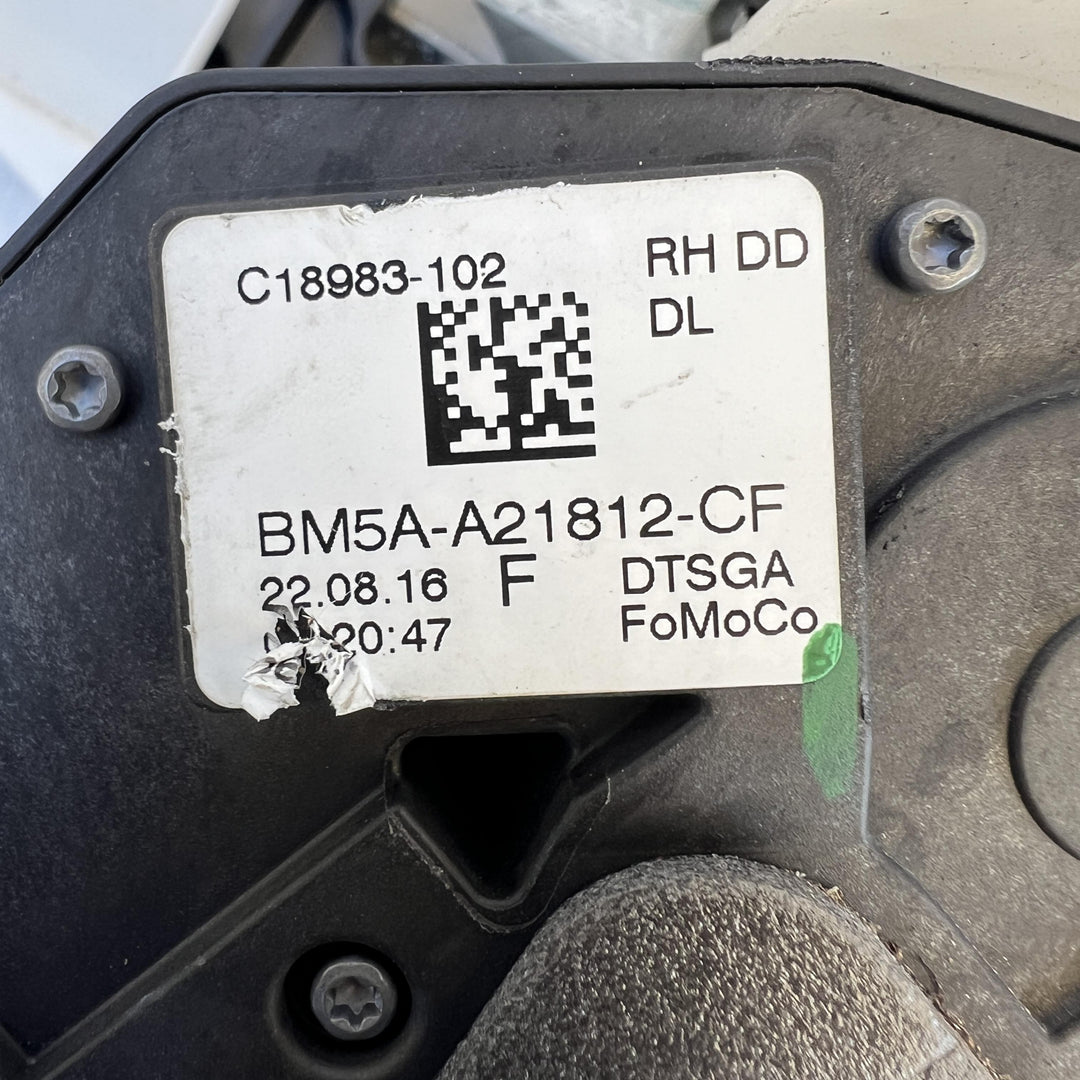 C18983-102
RH DD
DL
BM5A-A21812-CF
22.08.16 F DTSGA
20:47 FoMoCo